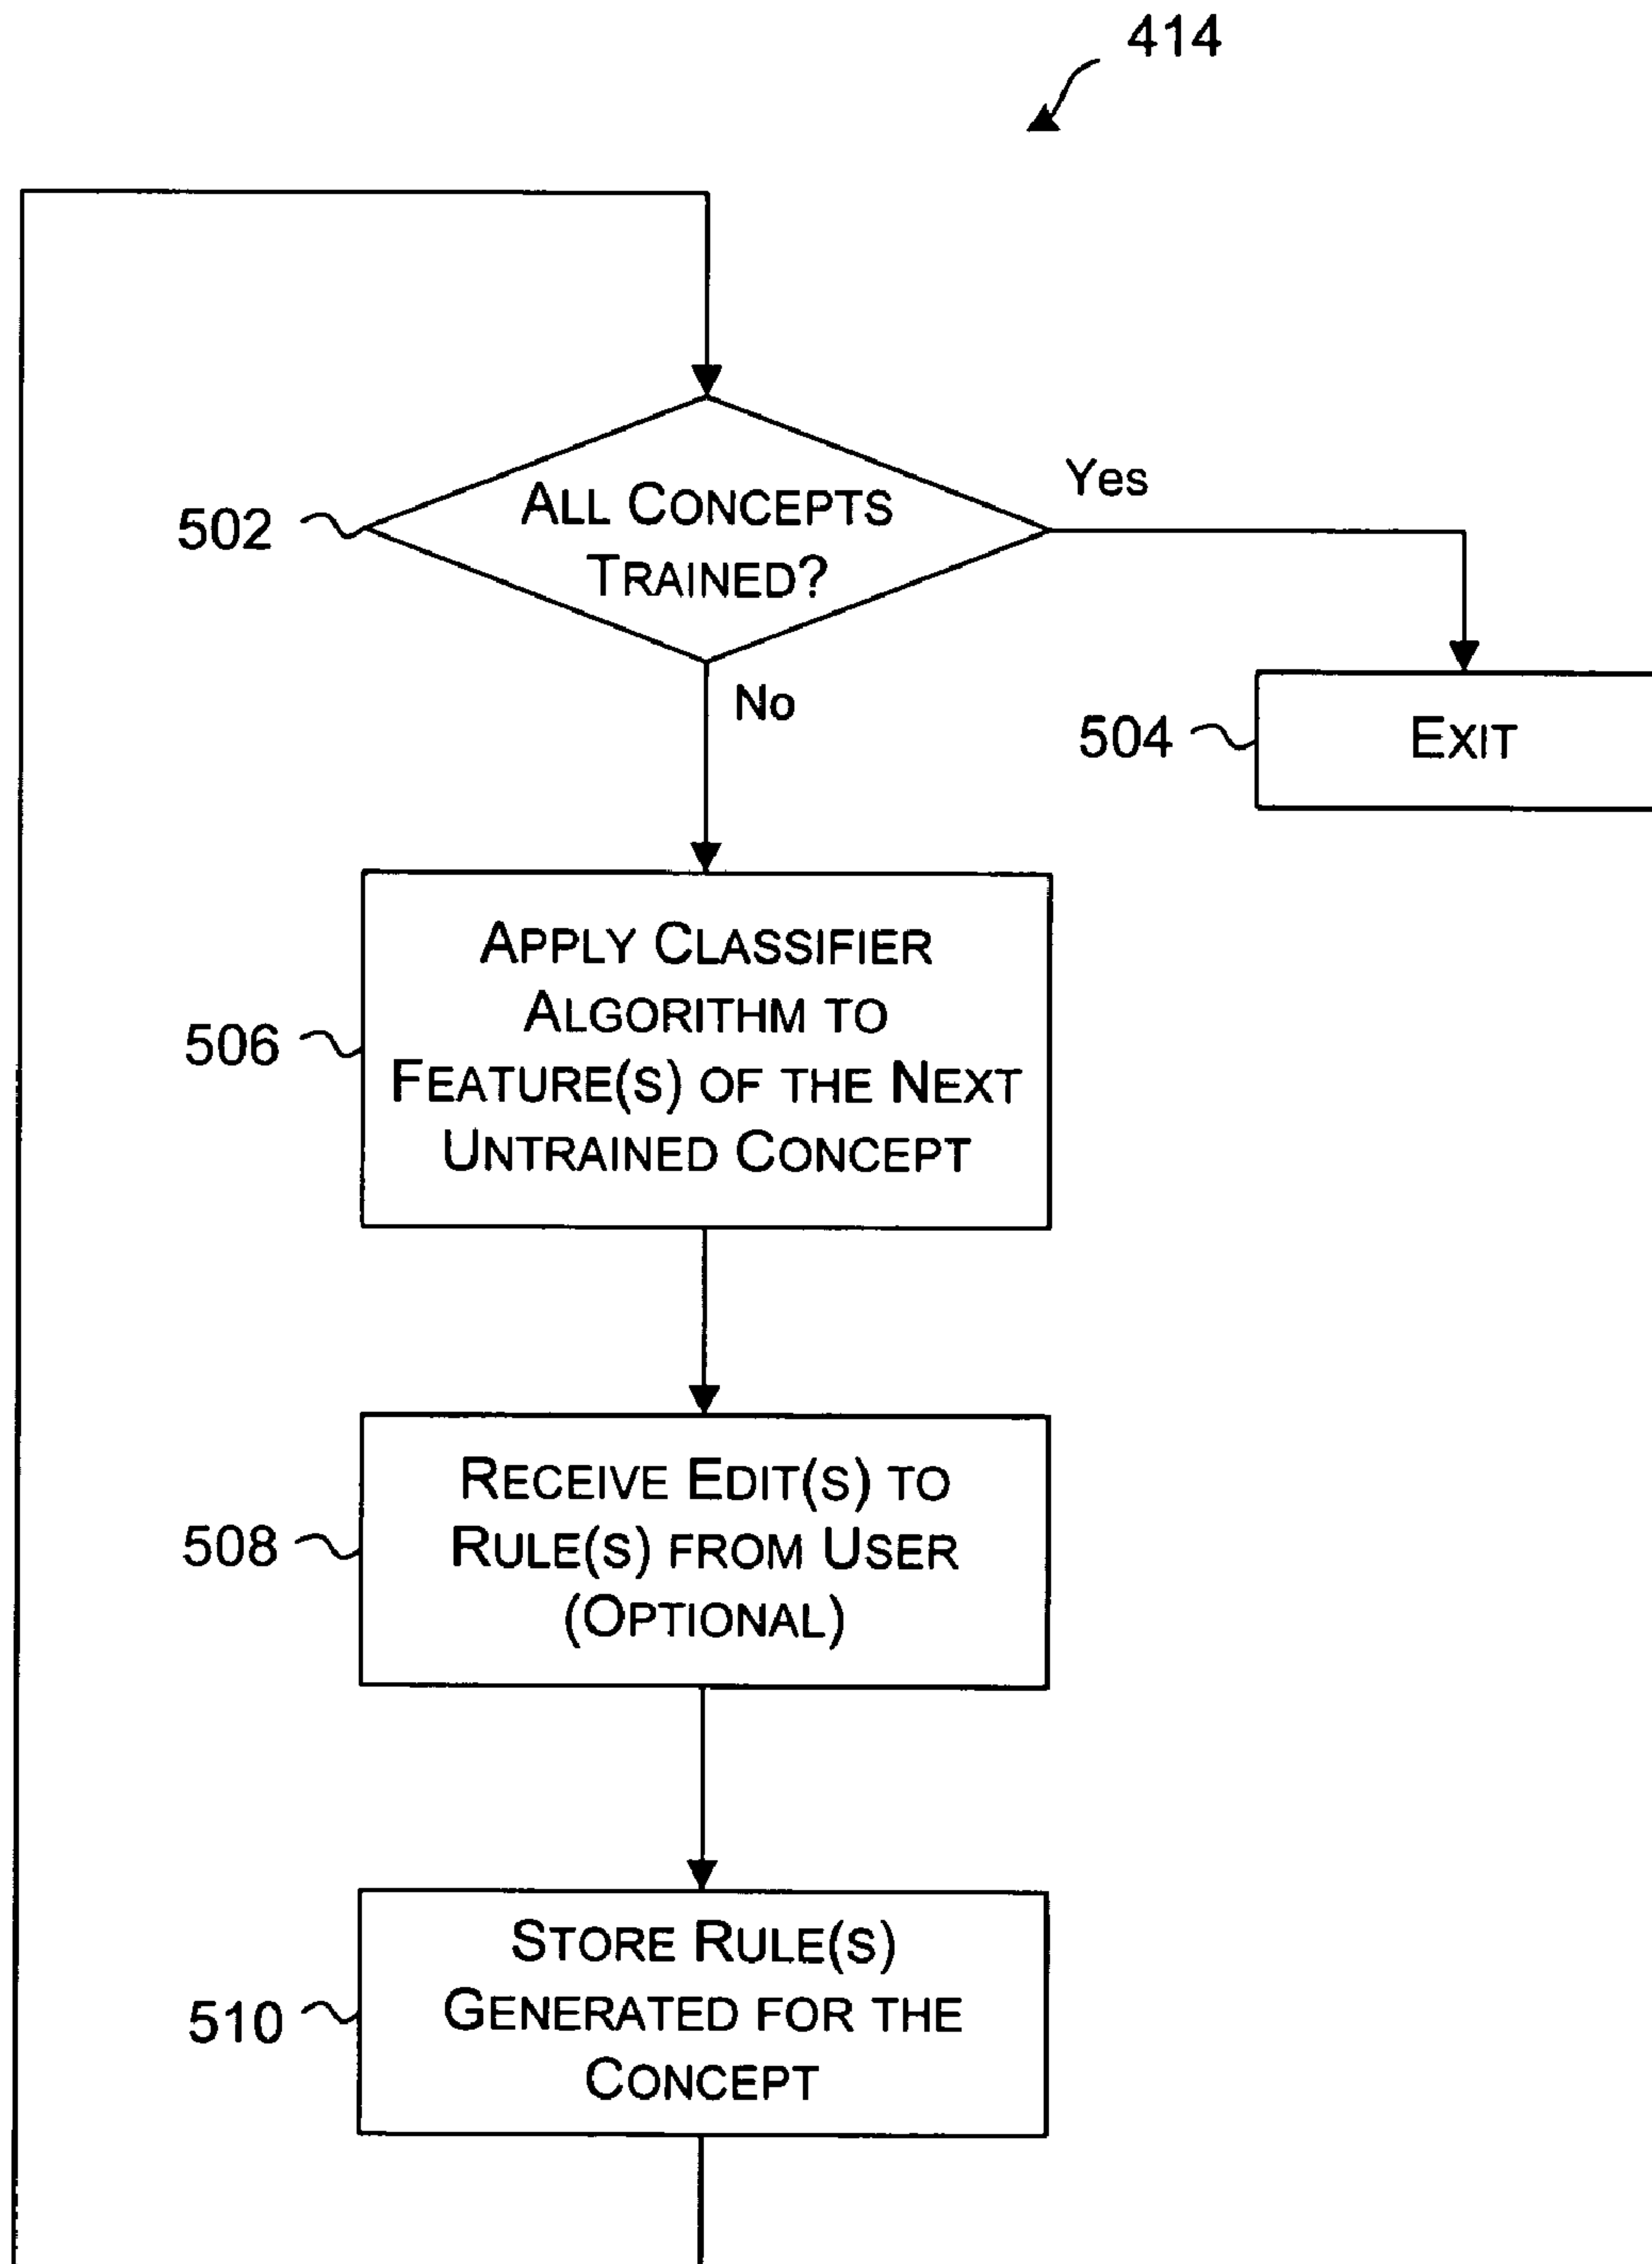 414
502
ALL CONCEPTS
TRAINED?
Yes
No
504
EXIT
506
APPLY CLASSIFIER
ALGORITHM TO
FEATURE(S) OF THE NEXT
UNTRAINED CONCEPT
508
RECEIVE EDIT(S) TO
RULE(S) FROM USER
(OPTIONAL)
510
STORE RULE(S)
GENERATED FOR THE
CONCEPT